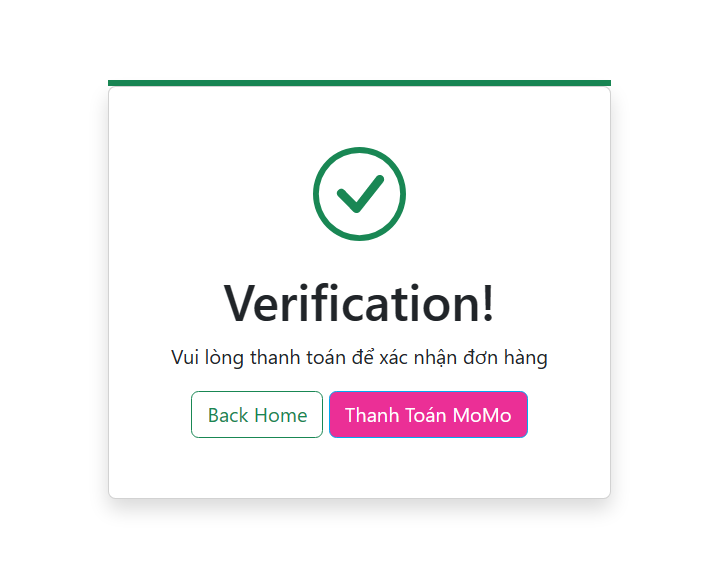 Verification!
Vui lòng thanh toán để xác nhận đơn hàng
Back Home Thanh Toán MoMo